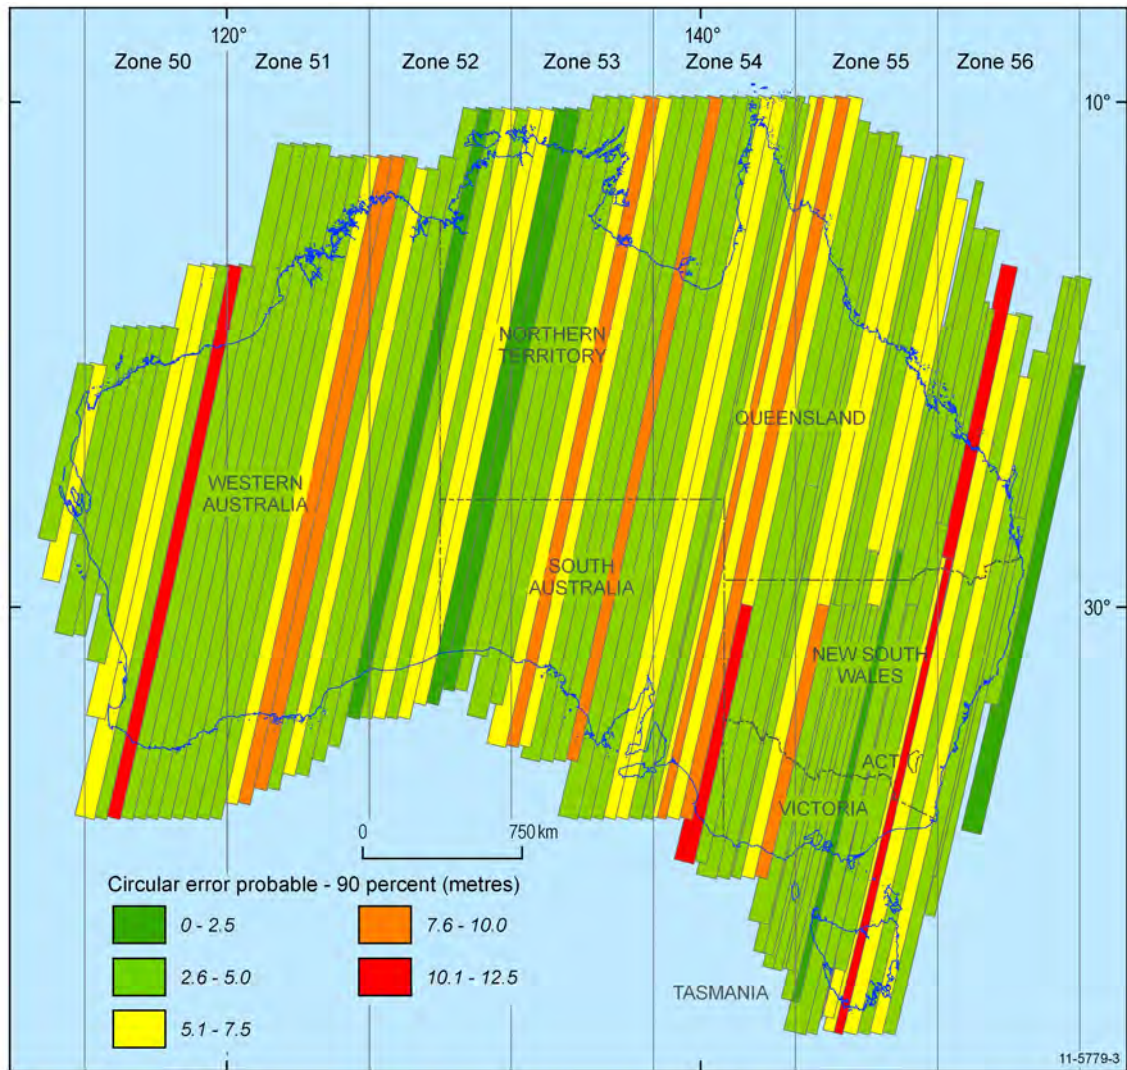 120°
140°
Zone 50
Zone 51
Zone 52
Zone 53
Zone 54
Zone 55
Zone 56
10°
NORTHERN
TERRITORY
QUEENSLAND
WESTERN
AUSTRALIA
SOUTH
AUSTRALIA
30°
NEW SOUTH
WALES
ACT
VICTORIA
0
750 km
Circular error probable - 90 percent (metres)
0 - 2.5
7.6 - 10.0
2.6 - 5.0
10.1 - 12.5
5.1 - 7.5
TASMANIA
11-5779-3